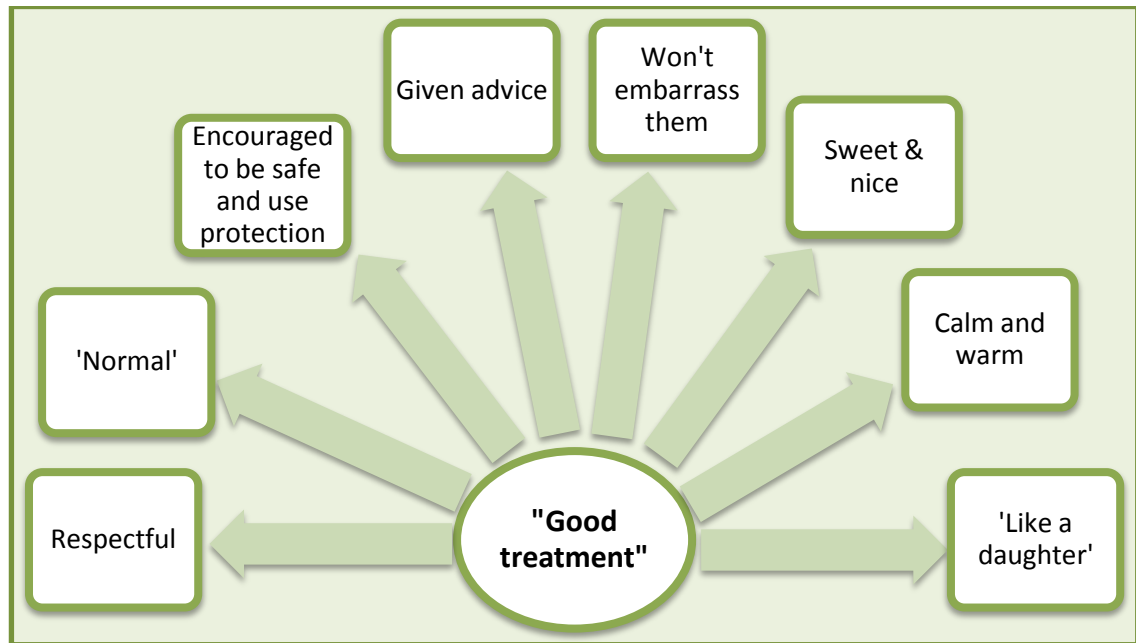 Respectful
'Normal'
Encouraged
to be safe
and use
protection
Given advice
Won't
embarrass
them
Sweet &
nice
Calm and
warm
'Like a
daughter'
"Good
treatment"